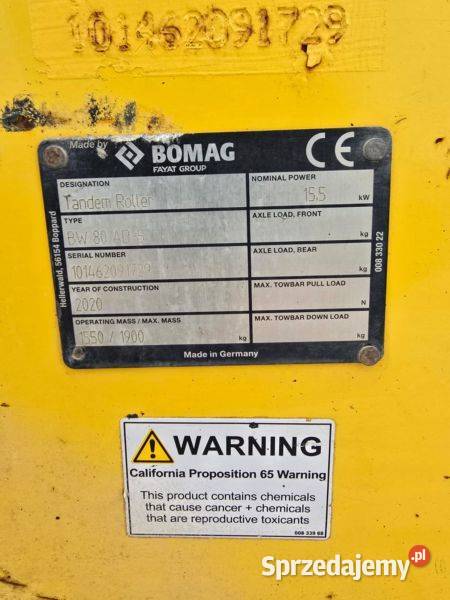 101462091729
Made by BOMAG
FAYAT GROUP
CE
DESIGNATION
Tandem Roller
NOMINAL POWER
15.5 kW
TYPE
BW 80 AD-5
AXLE LOAD, FRONT
kg
SERIAL NUMBER
101462091729
AXLE LOAD, REAR
kg
YEAR OF CONSTRUCTION
2020
MAX. TOWBAR PULL LOAD
N
OPERATING MASS / MAX. MASS
1550 / 1900 kg
MAX. TOWBAR DOWN LOAD
kg
Hellerwald, 56154 Boppard
008 330 22
Made in Germany
WARNING
California Proposition 65 Warning
This product contains chemicals
that cause cancer + chemicals
that are reproductive toxicants
008 339 68
Sprzedajemy.pl